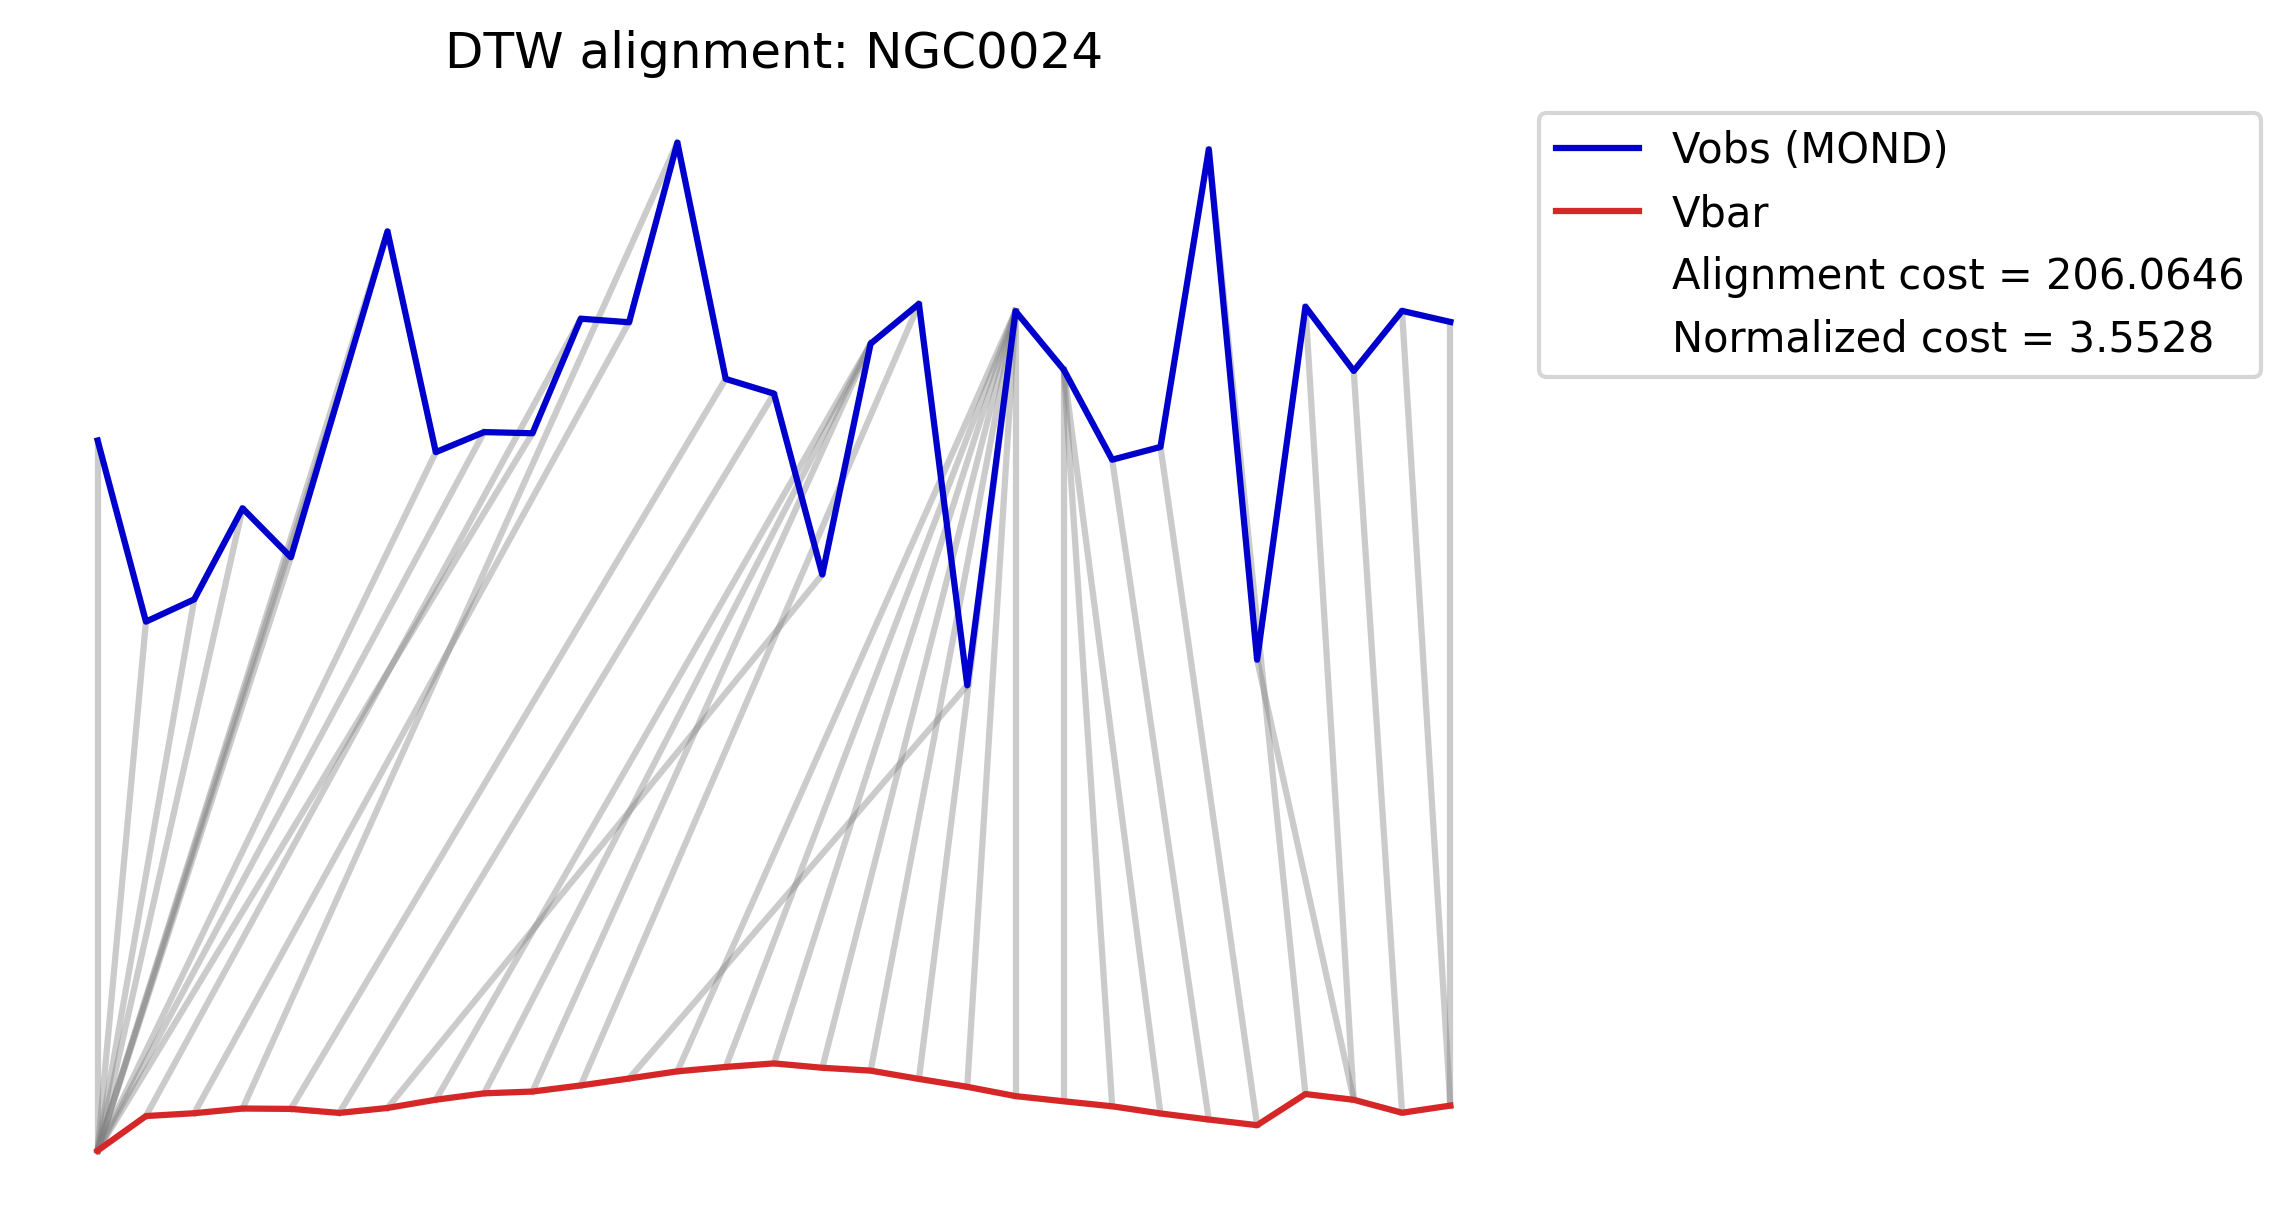 DTW alignment: NGC0024
Vobs (MOND)
Vbar
Alignment cost = 206.0646
Normalized cost = 3.5528